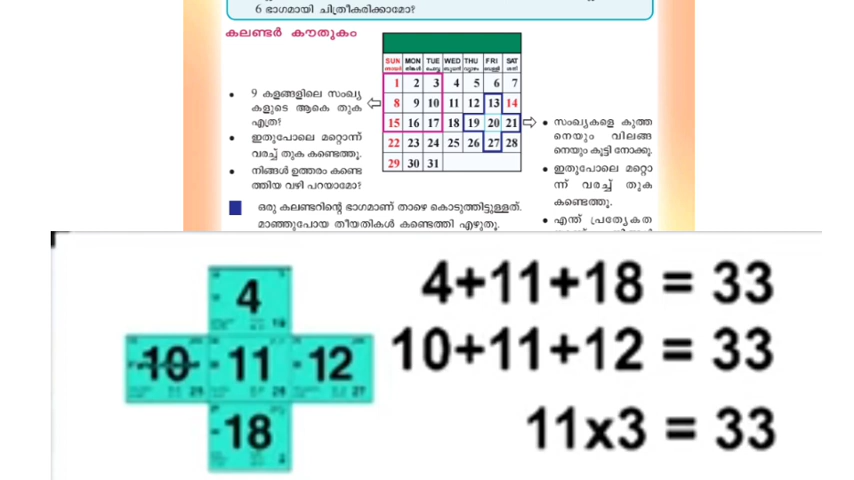 6 ഭാഗമായി ചിത്രീകരിക്കാമോ?
കലണ്ടർ കൗതുകം
SUN MON TUE WED THU FRI SAT
1 2 3 4 5 6 7
8 9 10 11 12 13 14
15 16 17 18 19 20 21
22 23 24 25 26 27 28
29 30 31
• 9 കളങ്ങളിലെ സംഖ്യ
കളുടെ ആകെ തുക
എത്ര?
• ഇതുപോലെ മറ്റൊന്ന്
വരച്ച് തുക കണ്ടെത്തൂ.
• നിങ്ങൾ ഉത്തരം കണ്ടെ
ത്തിയ വഴി പറയാമോ?
• സംഖ്യകളെ കുത്ത
നെയും വിലങ്ങ
നെയും കൂട്ടി നോക്കൂ.
• ഇതുപോലെ മറ്റൊ
ന്ന് വരച്ച് തുക
കണ്ടെത്തൂ.
• എന്ത് പ്രത്യേകത
ഒരു കലണ്ടറിന്റെ ഭാഗമാണ് താഴെ കൊടുത്തിട്ടുള്ളത്.
മാഞ്ഞുപോയ തീയതികൾ കണ്ടെത്തി എഴുതൂ.
4
10 11 12
18
4+11+18 = 33
10+11+12 = 33
11x3 = 33